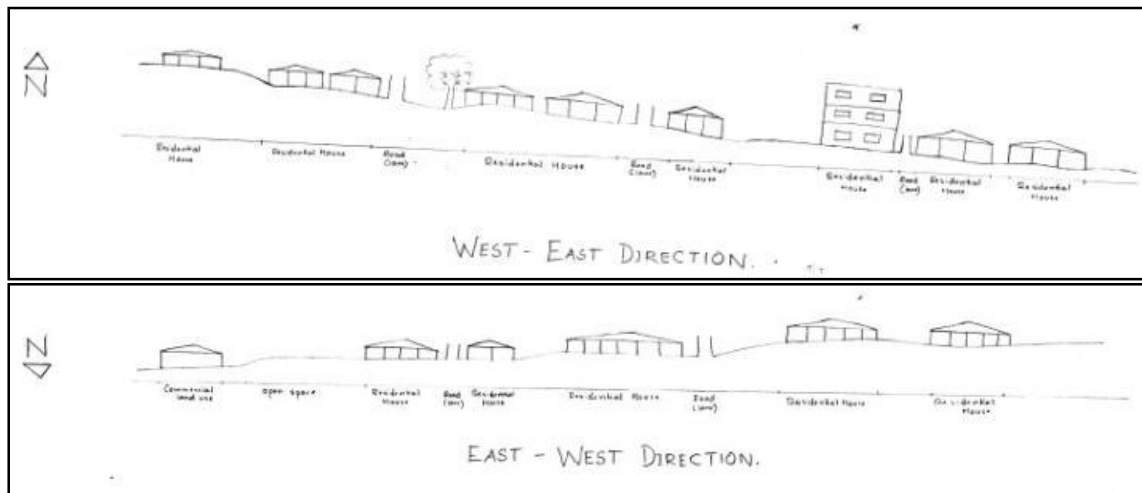 N
Residential
House
Residential House
Road
Residential House
Road
Residential
House
Residential
House
Road
Residential
House
Residential
House
WEST - EAST DIRECTION.
N
Commercial
land use
open space
Residential
House
Road
Residential
House
Residential House
Road
Residential House
Residential
House
EAST - WEST DIRECTION.